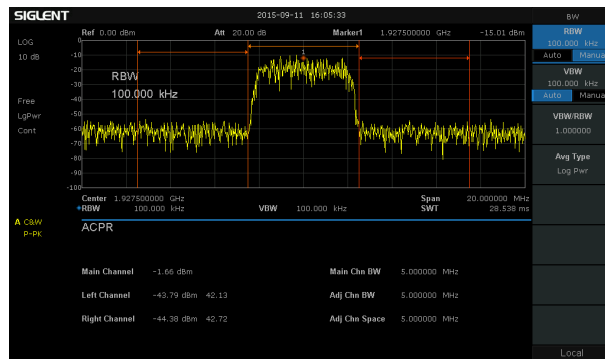 SIGLENT 2015-09-11 16:05:33 BW
Ref 0.00 dBm Att 20.00 dB Marker1 1.927500000 GHz -15.01 dBm
LOG
10 dB
Free
LgPwr
Cont
A C&W
P-PK
0
-10
-20
-30
-40
-50
-60
-70
-80
-90
-100
1
RBW
100.000 kHz
Center 1.927500000 GHz Span 20.000000 MHz
*RBW 100.000 kHz VBW 100.000 kHz SWT 28.538 ms
ACPR
Main Channel -1.66 dBm Main Chn BW 5.000000 MHz
Left Channel -43.79 dBm 42.13 Adj Chn BW 5.000000 MHz
Right Channel -44.38 dBm 42.72 Adj Chn Space 5.000000 MHz
RBW
100.000 kHz
Auto Manua
VBW
100.000 kHz
Auto Manua
VBW/RBW
1.000000
Avg Type
Log Pwr
Local